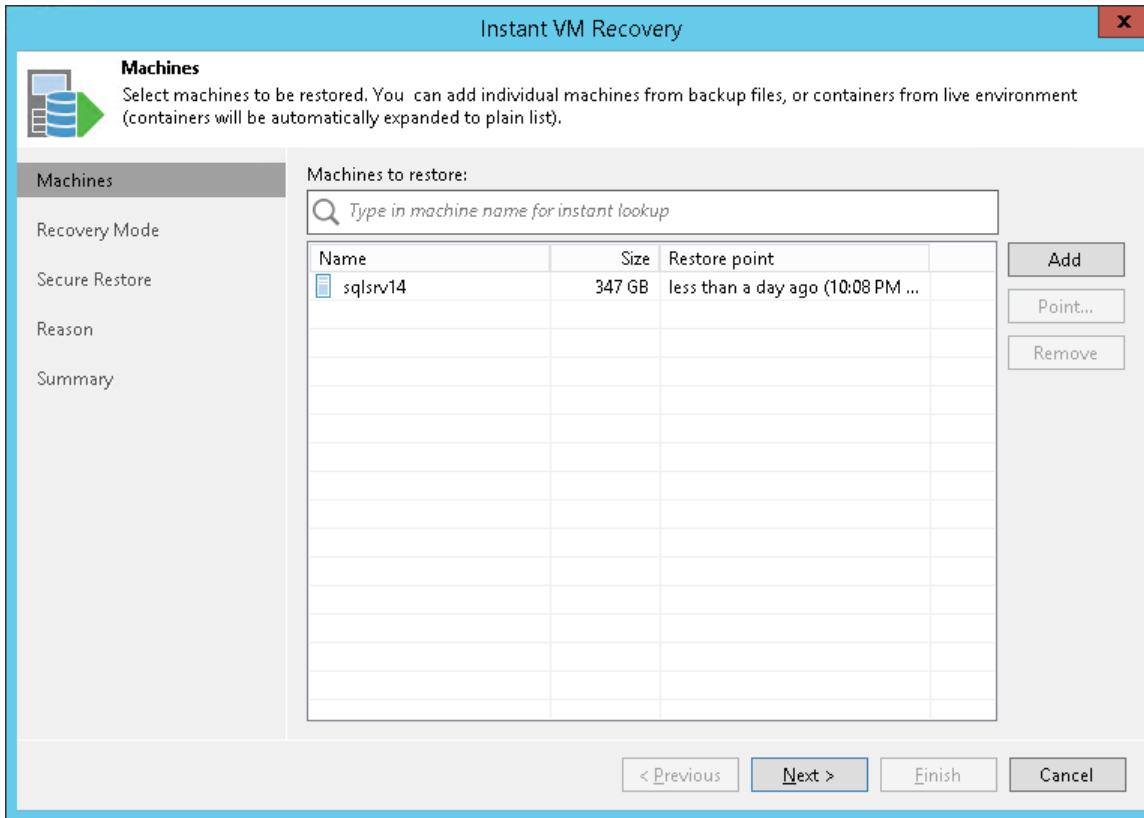 Instant VM Recovery
x
Machines
Select machines to be restored. You can add individual machines from backup files, or containers from live environment
(containers will be automatically expanded to plain list).
Machines
Recovery Mode
Secure Restore
Reason
Summary
Machines to restore:
Type in machine name for instant lookup
Name Size Restore point
sqlsrv14 347 GB less than a day ago (10:08 PM ...
Add
Point...
Remove
< Previous Next > Finish Cancel